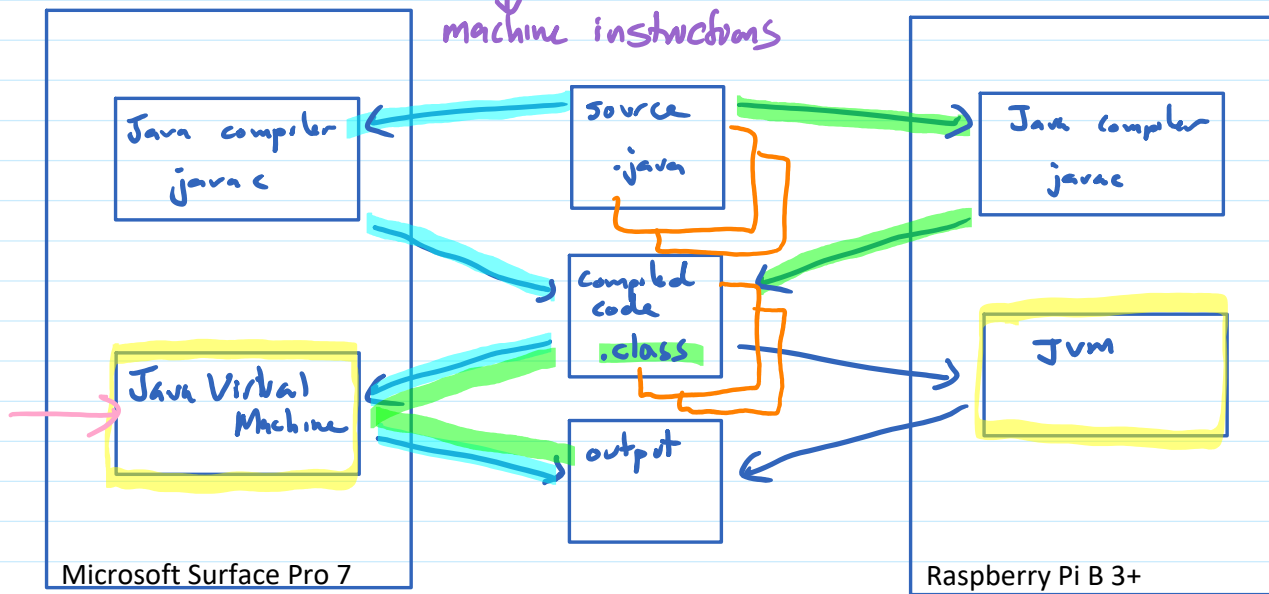 machine instructions
Java compiler
javac
source
.java
Java compiler
javac
compiled
code
.class
Java Virtual
Machine
JVM
output
Microsoft Surface Pro 7
Raspberry Pi B 3+